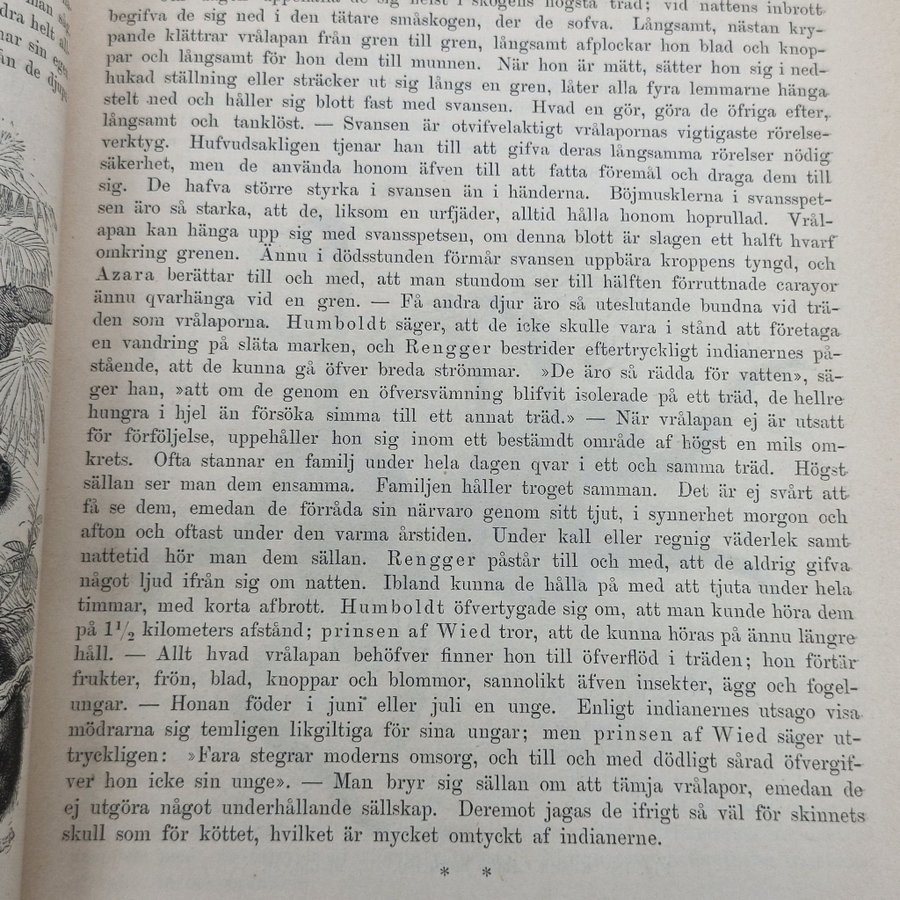 man si
dra helt al
har sin ege
ån de djup
uppehålla de sig helst i skogens högsta träd; vid nattens inbrott
begifva de sig ned i den tätare småskogen, der de sofva. Långsamt, nästan kry-
pande klättrar vrålapan från gren till gren, långsamt afplockar hon blad och knop-
par och långsamt för hon dem till munnen. När hon är mätt, sätter hon sig i ned-
hukad ställning eller sträcker ut sig längs en gren, låter alla fyra lemmarne hänga
stelt ned och håller sig blott fast med svansen. Hvad en gör, göra de öfriga efter,
långsamt och tanklöst. — Svansen är otvifvelaktigt vrålapornas vigtigaste rörelse-
verktyg. Hufvudsakligen tjenar han till att gifva deras långsamma rörelser nödig
säkerhet, men de använda honom äfven till att fatta föremål och draga dem till
sig. De hafva större styrka i svansen än i händerna. Böjmusklerna i svansspet-
sen äro så starka, att de, liksom en urfjäder, alltid hålla honom hoprullad. Vrål-
apan kan hänga upp sig med svansspetsen, om denna blott är slagen ett halft hvarf
omkring grenen. Ännu i dödsstunden förmår svansen uppbära kroppens tyngd, och
Azara berättar till och med, att man stundom ser till hälften förruttnade carayor
ännu qvarhänga vid en gren. — Få andra djur äro så uteslutande bundna vid trä-
den som vrålaporna. Humboldt säger, att de icke skulle vara i stånd att företaga
en vandring på släta marken, och Rengger bestrider eftertryckligt indianernes på-
stående, att de kunna gå öfver breda strömmar. »De äro så rädda för vatten», sä-
ger han, »att om de genom en öfversvämning blifvit isolerade på ett träd, de hellre
hungra i hjel än försöka simma till ett annat träd.» — När vrålapan ej är utsatt
för förföljelse, uppehåller hon sig inom ett bestämdt område af högst en mils om-
krets. Ofta stannar en familj under hela dagen qvar i ett och samma träd. Högst
sällan ser man dem ensamma. Familjen håller troget samman. Det är ej svårt att
få se dem, emedan de förråda sin närvaro genom sitt tjut, i synnerhet morgon och
afton och oftast under den varma årstiden. Under kall eller regnig väderlek samt
nattetid hör man dem sällan. Rengger påstår till och med, att de aldrig gifva
något ljud ifrån sig om natten. Ibland kunna de hålla på med att tjuta under hela
timmar, med korta afbrott. Humboldt öfvertygade sig om, att man kunde höra dem
på 1½ kilometers afstånd; prinsen af Wied tror, att de kunna höras på ännu längre
håll. — Allt hvad vrålapan behöfver finner hon till öfverflöd i träden; hon förtär
frukter, frön, blad, knoppar och blommor, sannolikt äfven insekter, ägg och fogel-
ungar. — Honan föder i juni eller juli en unge. Enligt indianernes utsago visa
mödrarna sig temligen likgiltiga för sina ungar; men prinsen af Wied säger ut-
tryckligen: »Fara stegrar moderns omsorg, och till och med dödligt sårad öfvergif-
ver hon icke sin unge». — Man bryr sig sällan om att tämja vrålapor, emedan de
ej utgöra något underhållande sällskap. Deremot jagas de ifrigt så väl för skinnets
skull som för köttet, hvilket är mycket omtyckt af indianerne.
* *